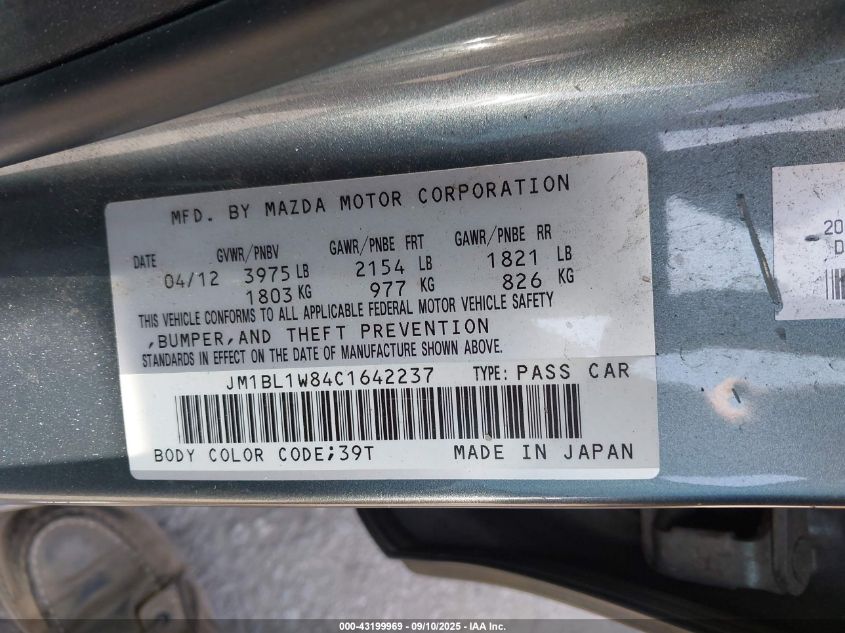 MFD. BY MAZDA MOTOR CORPORATION
DATE GVWR/PNBV GAWR/PNBE FRT GAWR/PNBE RR
04/12 3975 LB 2154 LB 1821 LB
1803 KG 977 KG 826 KG
THIS VEHICLE CONFORMS TO ALL APPLICABLE FEDERAL MOTOR VEHICLE SAFETY
,BUMPER,AND THEFT PREVENTION
STANDARDS IN EFFECT ON THE DATE OF MANUFACTURE SHOWN ABOVE.
JM1BL1W84C1642237 TYPE: PASS CAR
BODY COLOR CODE;39T MADE IN JAPAN
20
D
000-43199969 - 09/10/2025 - IAA Inc.